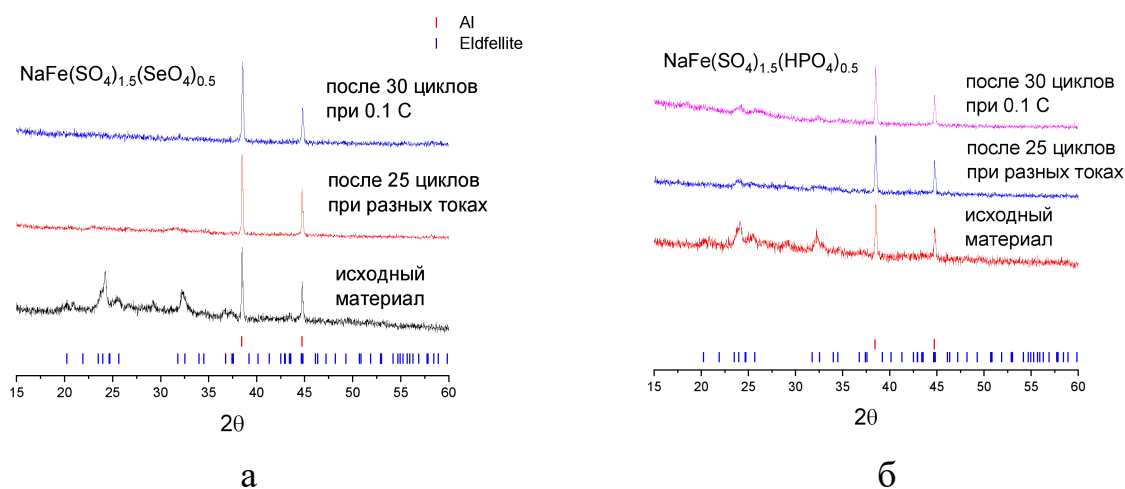 Al
Eldfellite
NaFe(SO4)1.5(SeO4)0.5
после 30 циклов
при 0.1 C
после 25 циклов
при разных токах
исходный
материал
15 20 25 30 35 40 45 50 55 60
2θ
а
NaFe(SO4)1.5(HPO4)0.5
после 30 циклов
при 0.1 C
после 25 циклов
при разных токах
исходный
материал
15 20 25 30 35 40 45 50 55 60
2θ
б